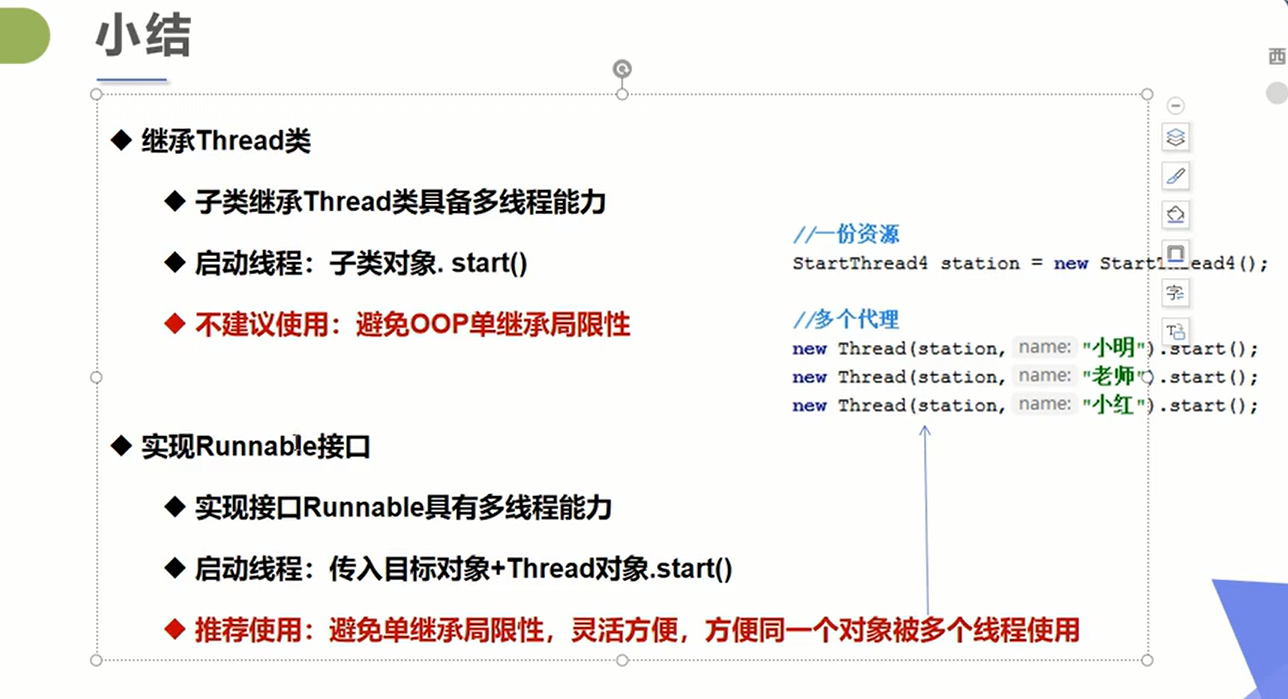 小结
西
继承Thread类
子类继承Thread类具备多线程能力
启动线程：子类对象. start()
不建议使用：避免OOP单继承局限性
实现Runnable接口
实现接口Runnable具有多线程能力
启动线程：传入目标对象+Thread对象.start()
推荐使用：避免单继承局限性，灵活方便，方便同一个对象被多个线程使用
//一份资源
StartThread4 station = new StartThread4();
//多个代理
new Thread(station, name: "小明").start();
new Thread(station, name: "老师").start();
new Thread(station, name: "小红").start();
字
T